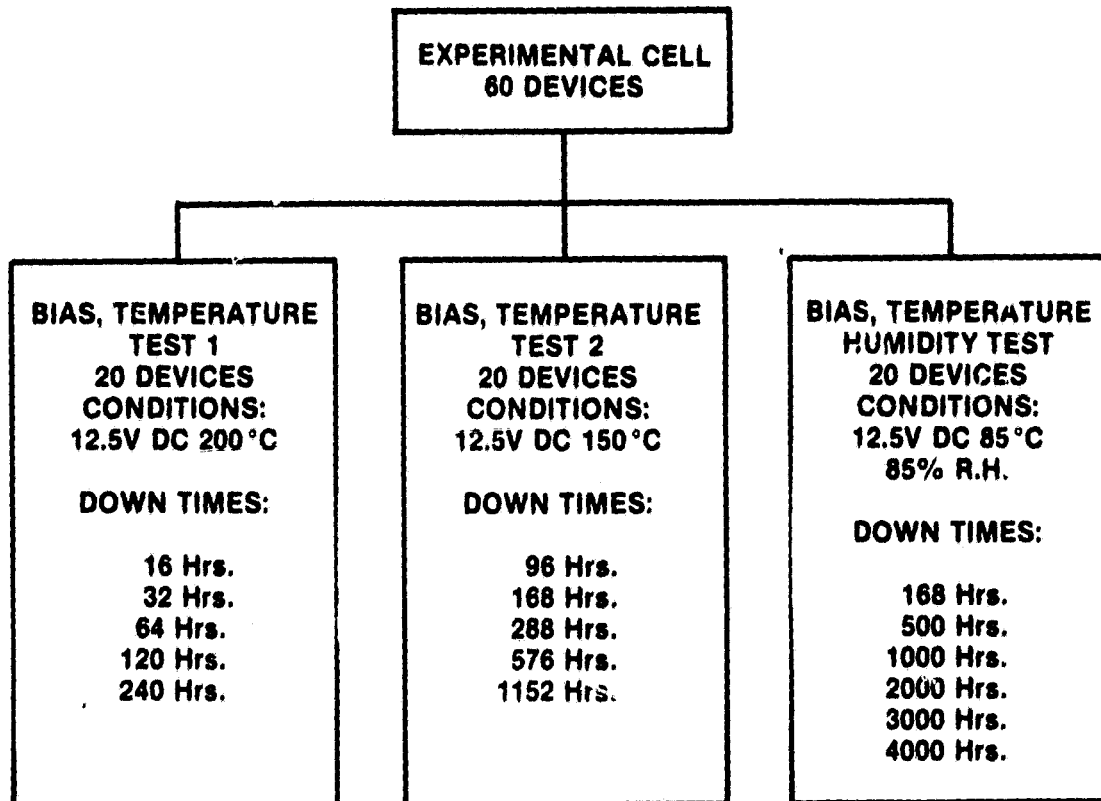 EXPERIMENTAL CELL
60 DEVICES
BIAS, TEMPERATURE
TEST 1
20 DEVICES
CONDITIONS:
12.5V DC 200°C
DOWN TIMES:
16 Hrs.
32 Hrs.
64 Hrs.
120 Hrs.
240 Hrs.
BIAS, TEMPERATURE
TEST 2
20 DEVICES
CONDITIONS:
12.5V DC 150°C
DOWN TIMES:
96 Hrs.
168 Hrs.
288 Hrs.
576 Hrs.
1152 Hrs.
BIAS, TEMPERATURE
HUMIDITY TEST
20 DEVICES
CONDITIONS:
12.5V DC 85°C
85% R.H.
DOWN TIMES:
168 Hrs.
500 Hrs.
1000 Hrs.
2000 Hrs.
3000 Hrs.
4000 Hrs.